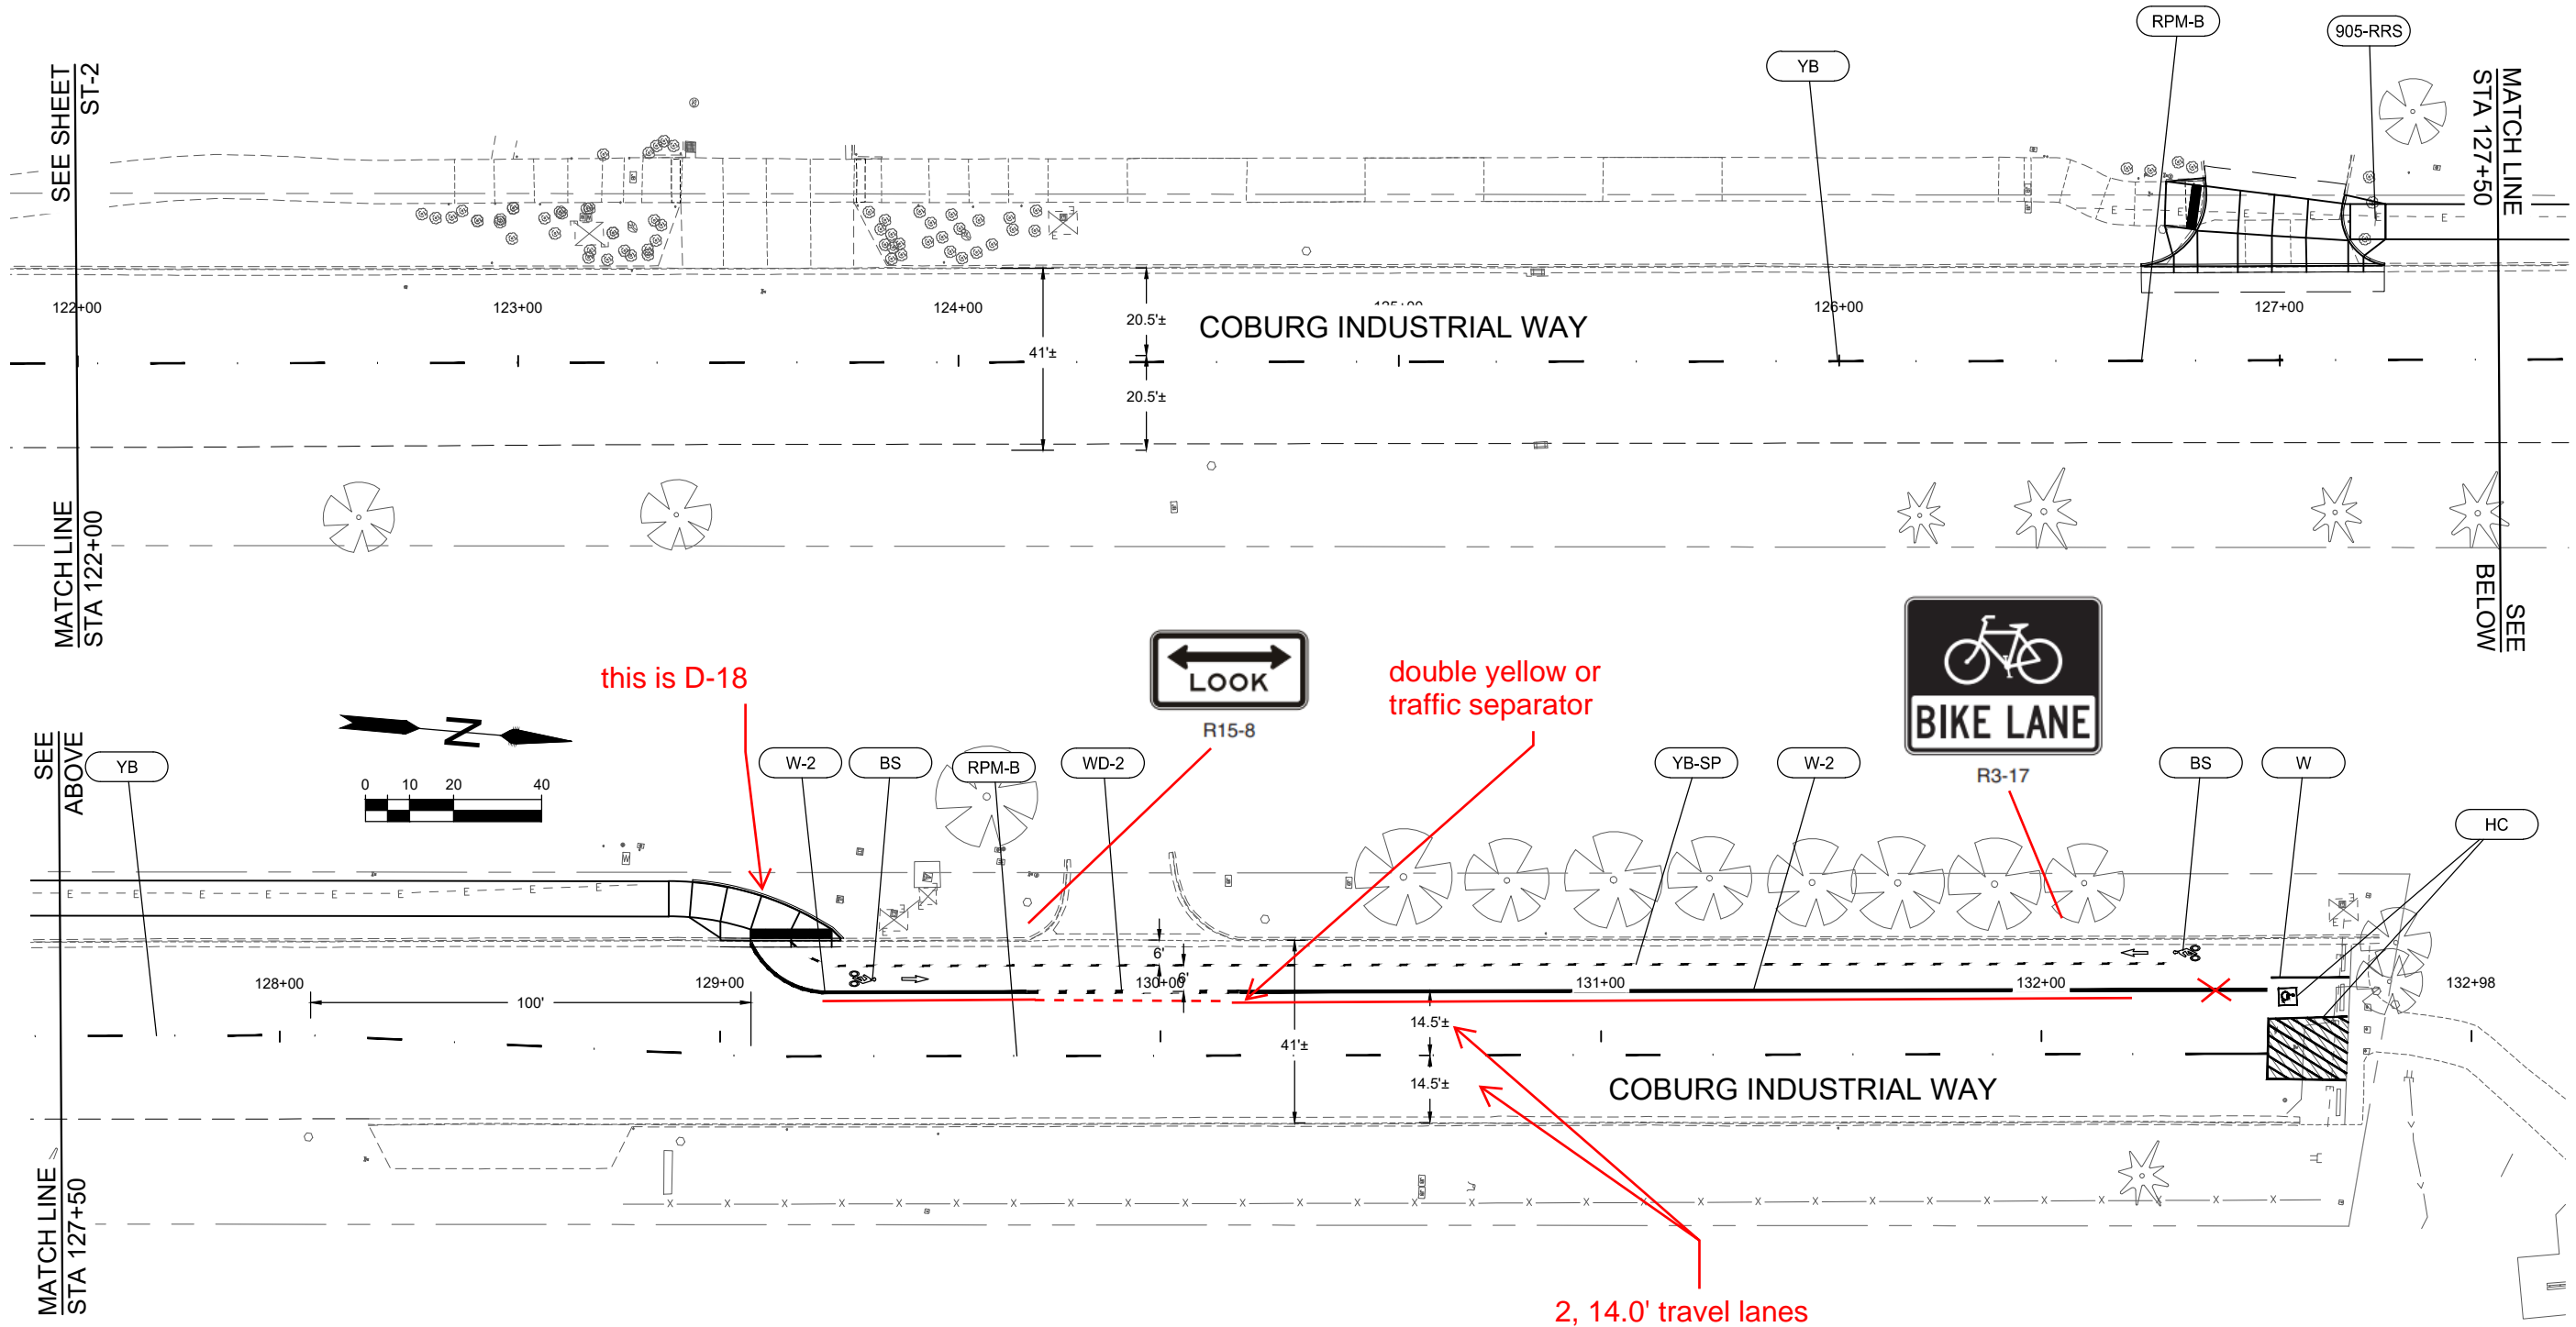 SEE SHEET
ST-2
MATCH LINE
STA 122+00
YB
RPM-B
905-RRS
MATCH LINE
STA 127+50
SEE
BELOW
122+00
123+00
124+00
126+00
127+00
20.5'±
41'±
20.5'±
COBURG INDUSTRIAL WAY
E
E
E
E
E
E
E
this is D-18
LOOK
R15-8
double yellow or
traffic separator
BIKE LANE
R3-17
SEE
ABOVE
MATCH LINE
STA 127+50
YB
N
0 10 20 40
W-2
BS
RPM-B
WD-2
YB-SP
W-2
BS
W
HC
E E E E E E E E E
W
6'
6'
128+00
129+00
130+00
131+00
132+00
132+98
100'
14.5'±
41'±
14.5'±
COBURG INDUSTRIAL WAY
X X X X X X X X X X X X X X X
2, 14.0' travel lanes